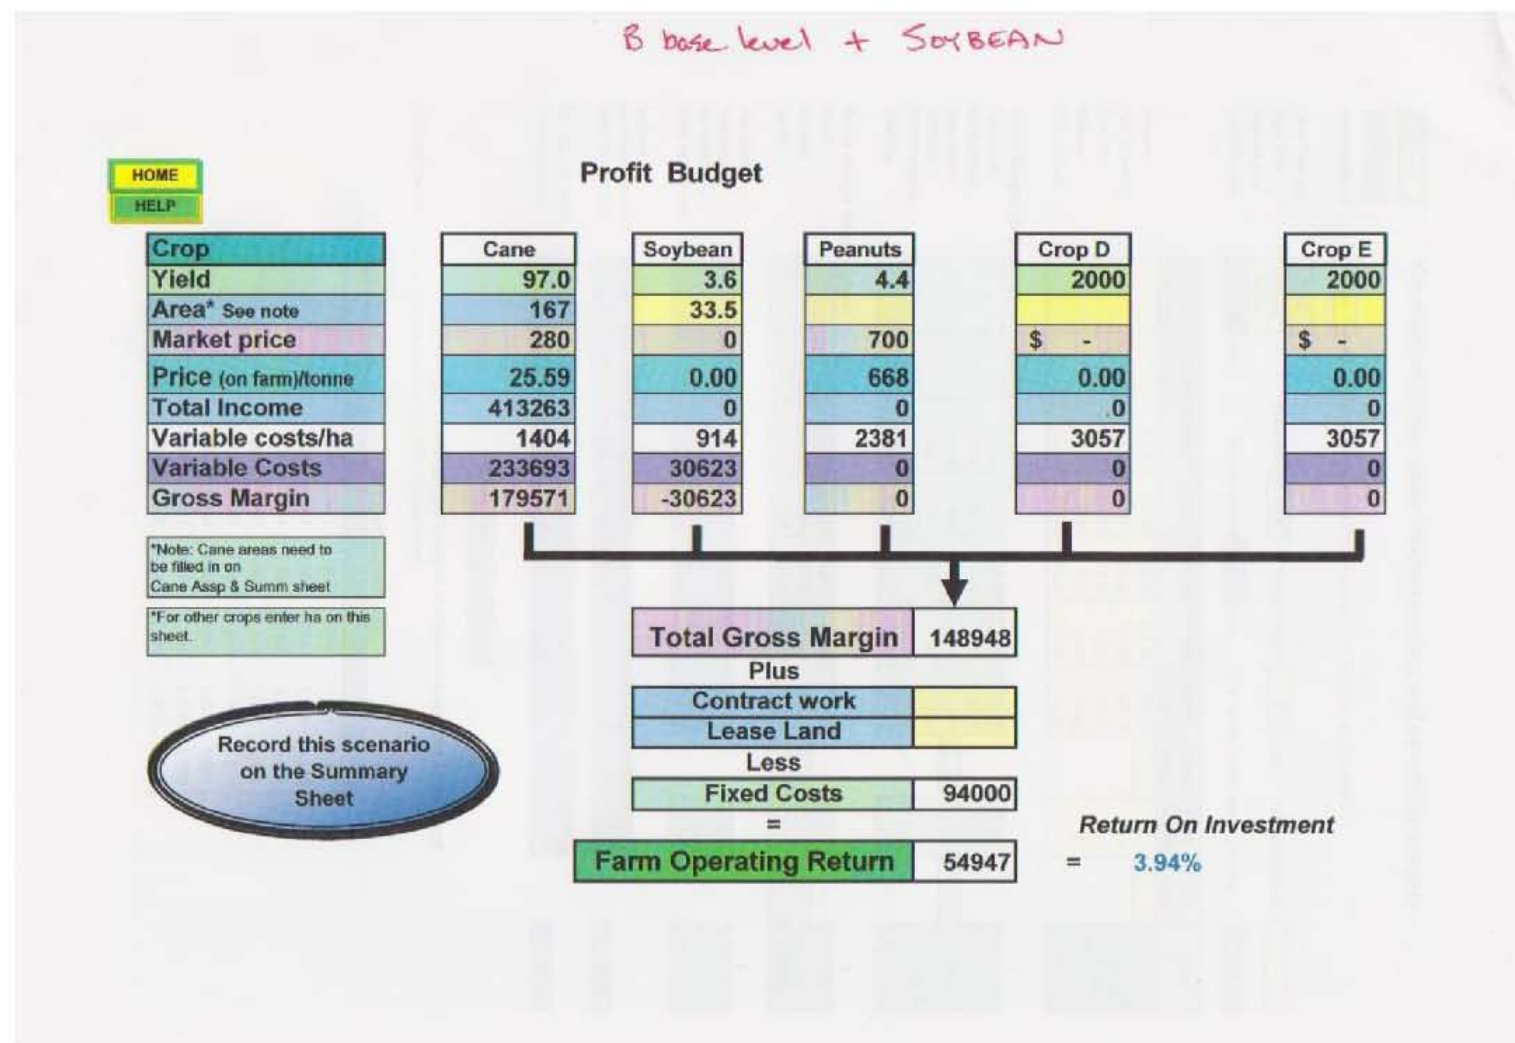 B base level + SOYBEAN
HOME
HELP
Profit Budget
Crop Cane Soybean Peanuts Crop D Crop E
Yield 97.0 3.6 4.4 2000 2000
Area* See note 167 33.5
Market price 280 0 700 $ - $ -
Price (on farm)/tonne 25.59 0.00 668 0.00 0.00
Total Income 413263 0 0 .0 0
Variable costs/ha 1404 914 2381 3057 3057
Variable Costs 233693 30623 0 0 0
Gross Margin 179571 -30623 0 0 0
*Note: Cane areas need to
be filled in on
Cane Assp & Summ sheet
*For other crops enter ha on this
sheet.
Total Gross Margin 148948
Plus
Contract work
Lease Land
Less
Fixed Costs 94000
=
Farm Operating Return 54947
Return On Investment
= 3.94%
Record this scenario
on the Summary
Sheet